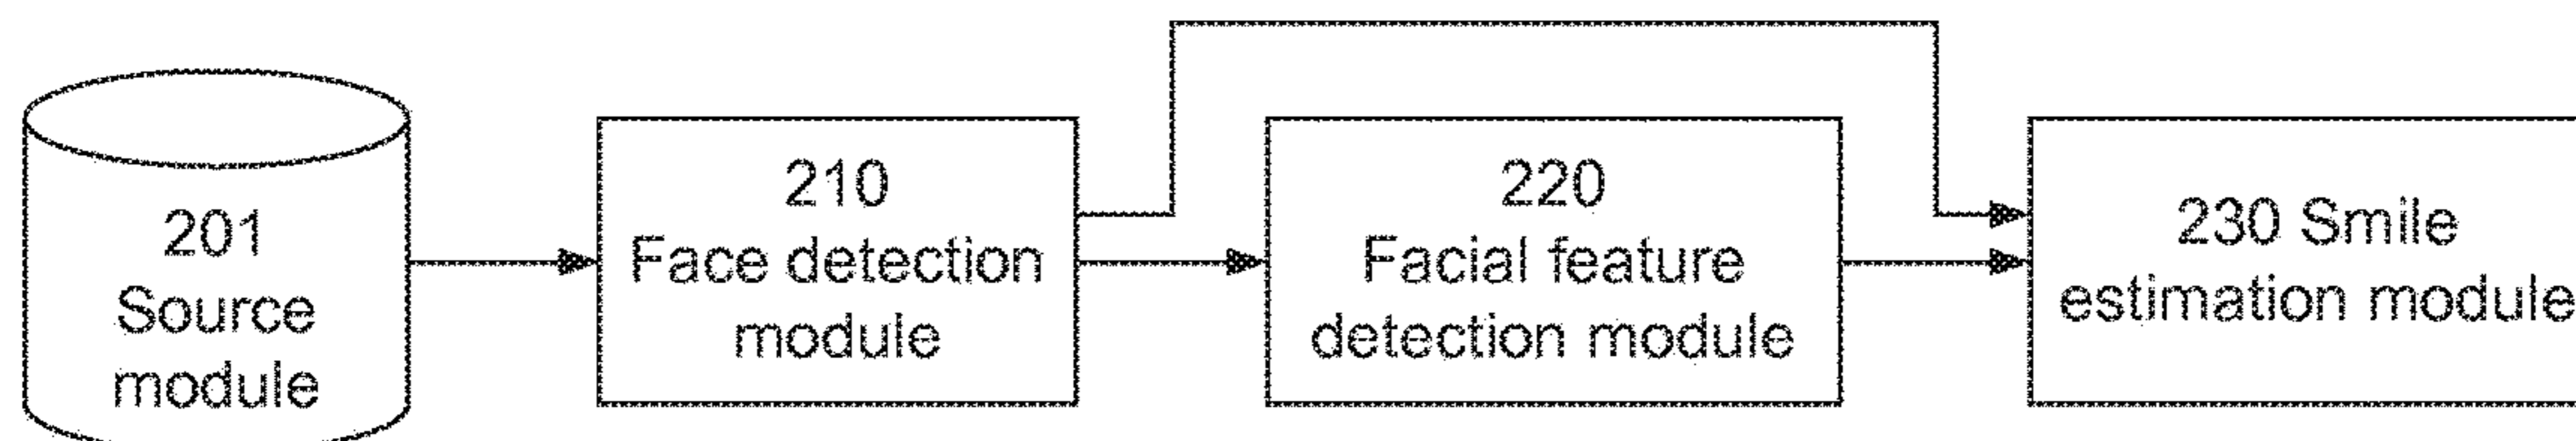 201
Source
module
210
Face detection
module
220
Facial feature
detection module
230 Smile
estimation module